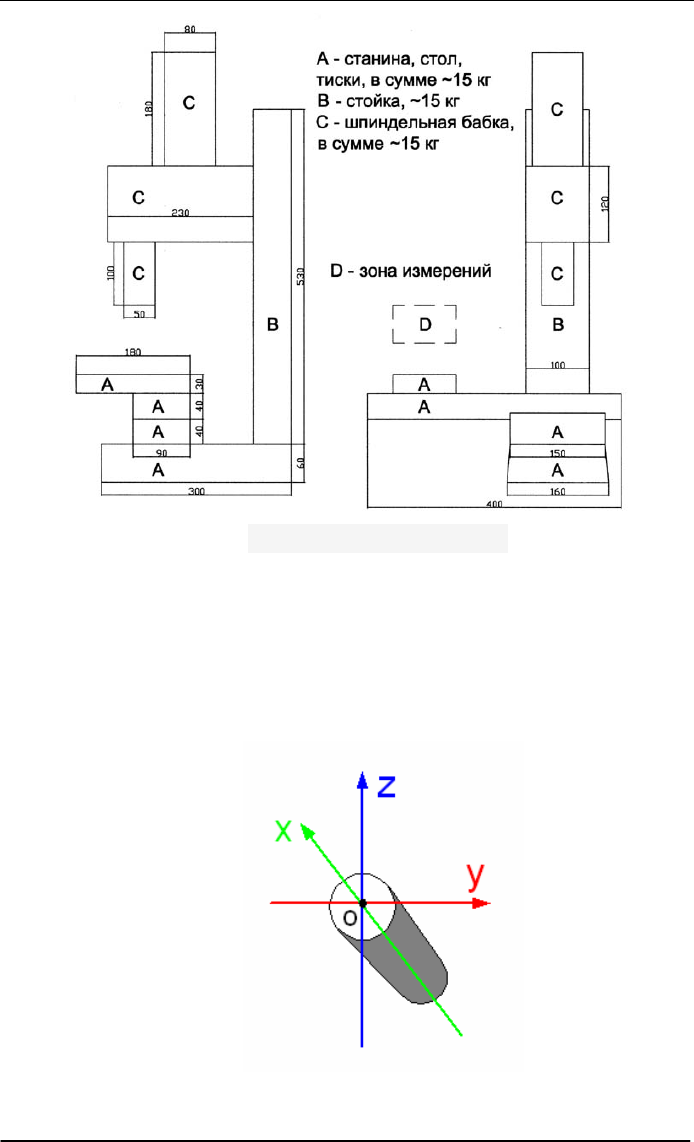 80
А - станина, стол,
тиски, в сумме ~15 кг
В - стойка, ~15 кг
С - шпиндельная бабка,
в сумме ~15 кг
180
С
С
С
230
С
120
100
С
С
50
530
D - зона измерений
В
D
В
180
100
А
30
А
А
40
А
А
40
А
90
150
А
60
А
300
160
400
z
x
y
O